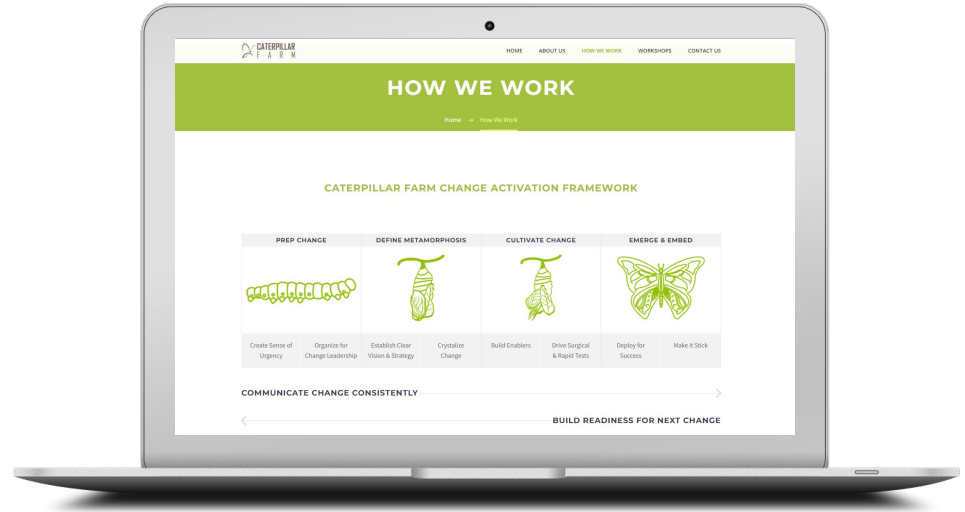 CATERPILLAR
FARM
HOME ABOUT US HOW WE WORK WORKSHOPS CONTACT US
HOW WE WORK
Home → How We Work
CATERPILLAR FARM CHANGE ACTIVATION FRAMEWORK
PREP CHANGE DEFINE METAMORPHOSIS CULTIVATE CHANGE EMERGE & EMBED
Create Sense of Organize for Establish Clear Crystalize Build Enablers Drive Surgical Deploy for Make it Stick
Urgency Change Leadership Vision & Strategy Change & Rapid Tests Success
COMMUNICATE CHANGE CONSISTENTLY
BUILD READINESS FOR NEXT CHANGE